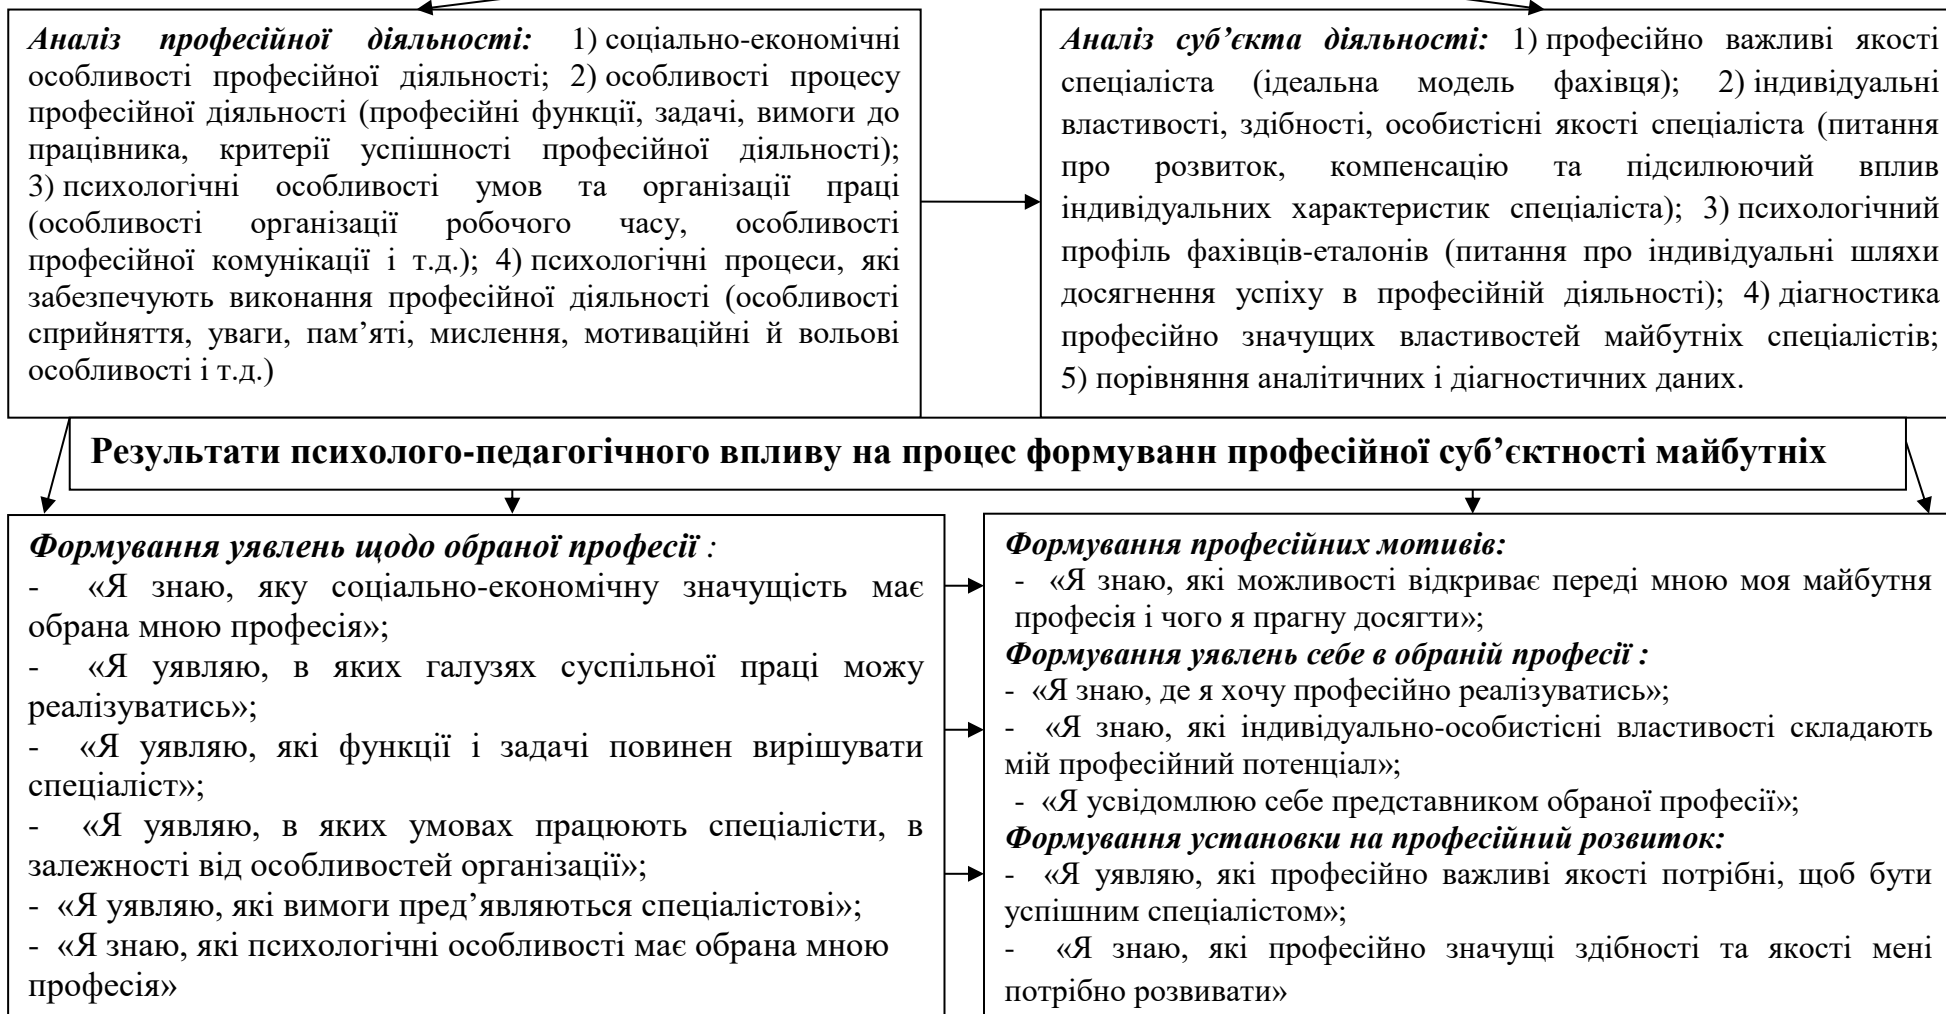 Аналіз професійної діяльності: 1) соціально-економічні
особливості професійної діяльності; 2) особливості процесу
професійної діяльності (професійні функції, задачі, вимоги до
працівника, критерії успішності професійної діяльності);
3) психологічні особливості умов та організації праці
(особливості організації робочого часу, особливості
професійної комунікації і т.д.); 4) психологічні процеси, які
забезпечують виконання професійної діяльності (особливості
сприйняття, уваги, пам’яті, мислення, мотиваційні й вольові
особливості і т.д.)
Аналіз суб’єкта діяльності: 1) професійно важливі якості
спеціаліста (ідеальна модель фахівця); 2) індивідуальні
властивості, здібності, особистісні якості спеціаліста (питання
про розвиток, компенсацію та підсилюючий вплив
індивідуальних характеристик спеціаліста); 3) психологічний
профіль фахівців-еталонів (питання про індивідуальні шляхи
досягнення успіху в професійній діяльності); 4) діагностика
професійно значущих властивостей майбутніх спеціалістів;
5) порівняння аналітичних і діагностичних даних.
Результати психолого-педагогічного впливу на процес формуванн професійної суб’єктності майбутніх
Формування уявлень щодо обраної професії :
- «Я знаю, яку соціально-економічну значущість має
обрана мною професія»;
- «Я уявляю, в яких галузях суспільної праці можу
реалізуватись»;
- «Я уявляю, які функції і задачі повинен вирішувати
спеціаліст»;
- «Я уявляю, в яких умовах працюють спеціалісти, в
залежності від особливостей організації»;
- «Я уявляю, які вимоги пред’являються спеціалістові»;
- «Я знаю, які психологічні особливості має обрана мною
професія»
Формування професійних мотивів:
- «Я знаю, які можливості відкриває переді мною моя майбутня
професія і чого я прагну досягти»;
Формування уявлень себе в обраній професії :
- «Я знаю, де я хочу професійно реалізуватись»;
- «Я знаю, які індивідуально-особистісні властивості складають
мій професійний потенціал»;
- «Я усвідомлюю себе представником обраної професії»;
Формування установки на професійний розвиток:
- «Я уявляю, які професійно важливі якості потрібні, щоб бути
успішним спеціалістом»;
- «Я знаю, які професійно значущі здібності та якості мені
потрібно розвивати»